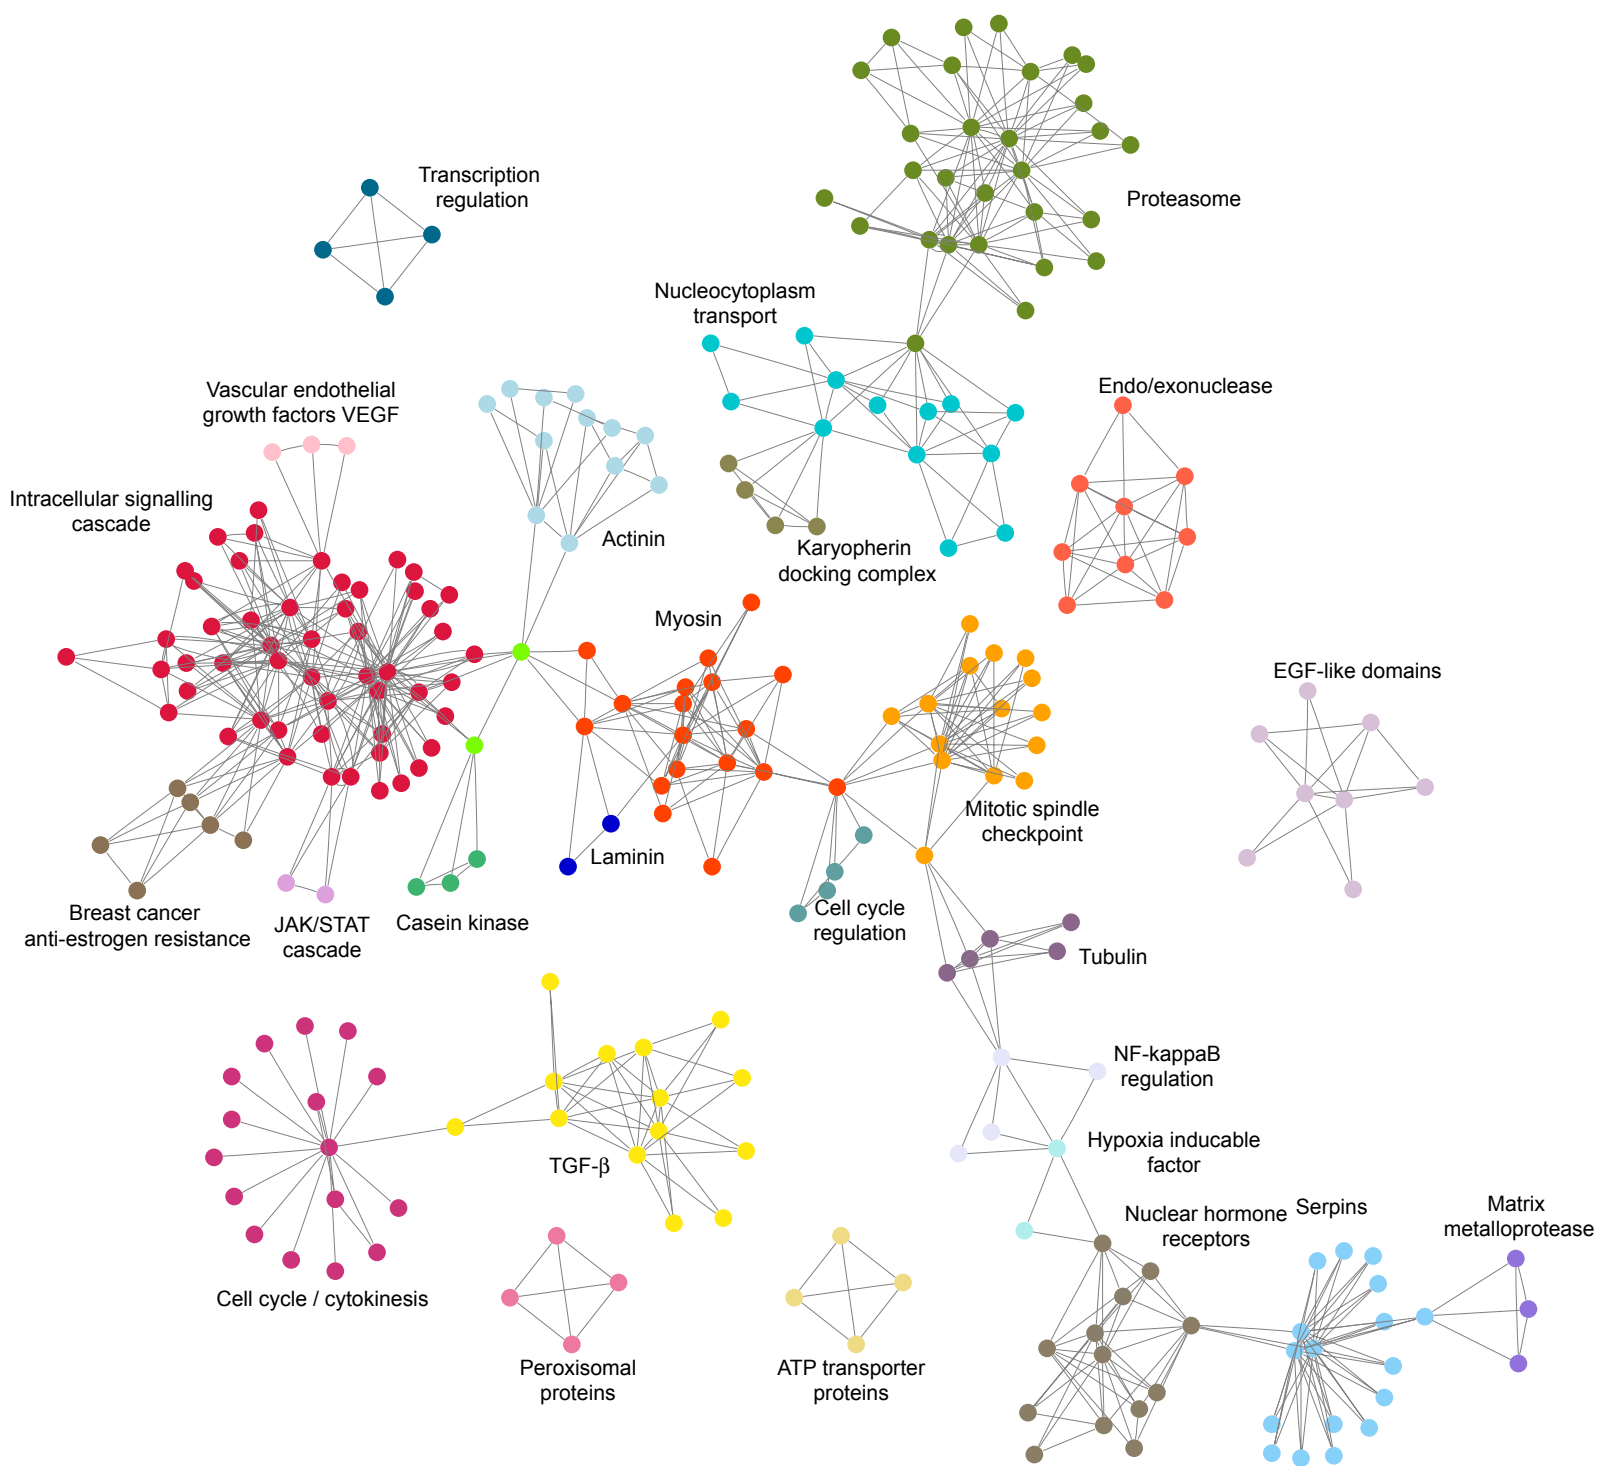 Transcription
regulation
Proteasome
Nucleocytoplasm
transport
Vascular endothelial
growth factors VEGF
Endo/exonuclease
Intracellular signalling
cascade
Actinin
Karyopherin
docking complex
Myosin
EGF-like domains
Mitotic spindle
checkpoint
Laminin
Breast cancer
anti-estrogen resistance
JAK/STAT
cascade
Casein kinase
Cell cycle
regulation
Tubulin
NF-kappaB
regulation
Hypoxia inducable
factor
TGF-β
Nuclear hormone
receptors
Serpins
Matrix
metalloprotease
Cell cycle / cytokinesis
Peroxisomal
proteins
ATP transporter
proteins